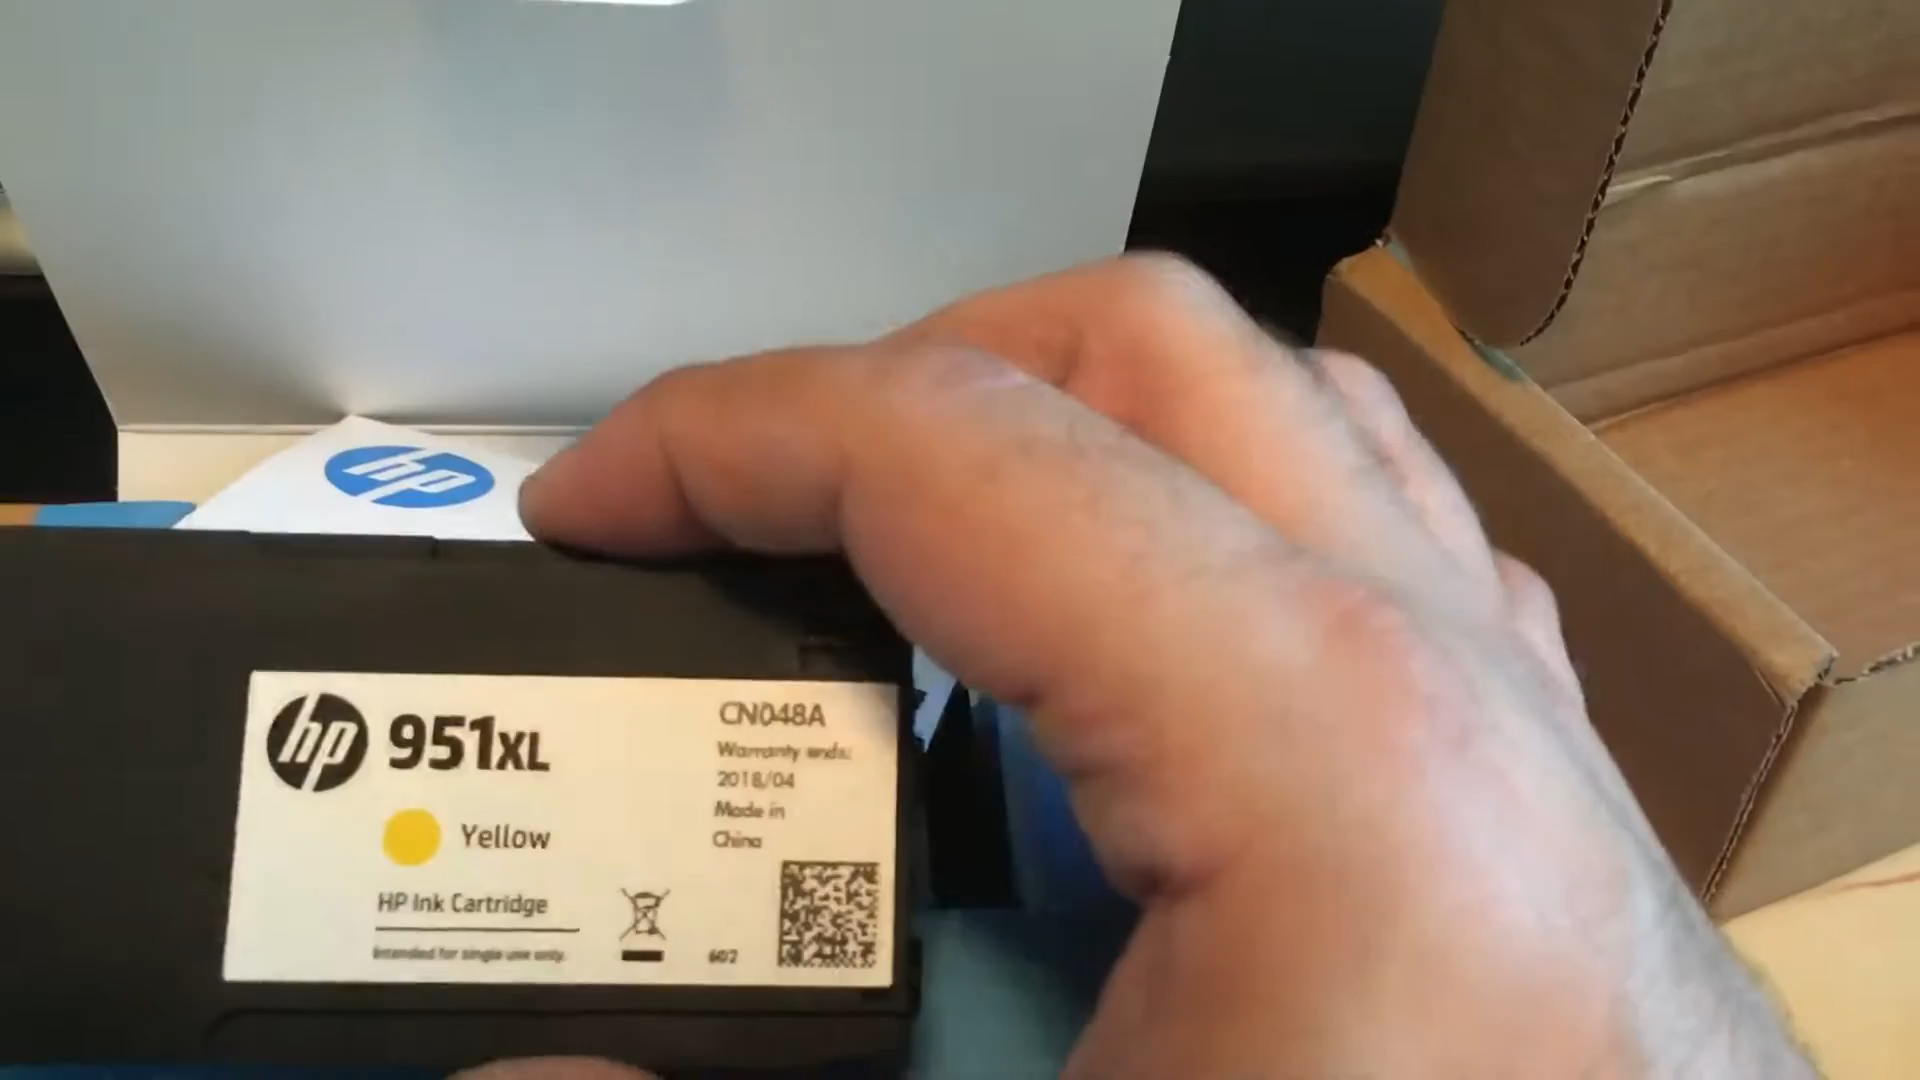 hp
hp 951XL
Yellow
HP Ink Cartridge
Intended for single use only.
CN048A
Warranty ends:
2018/04
Made in
China
602